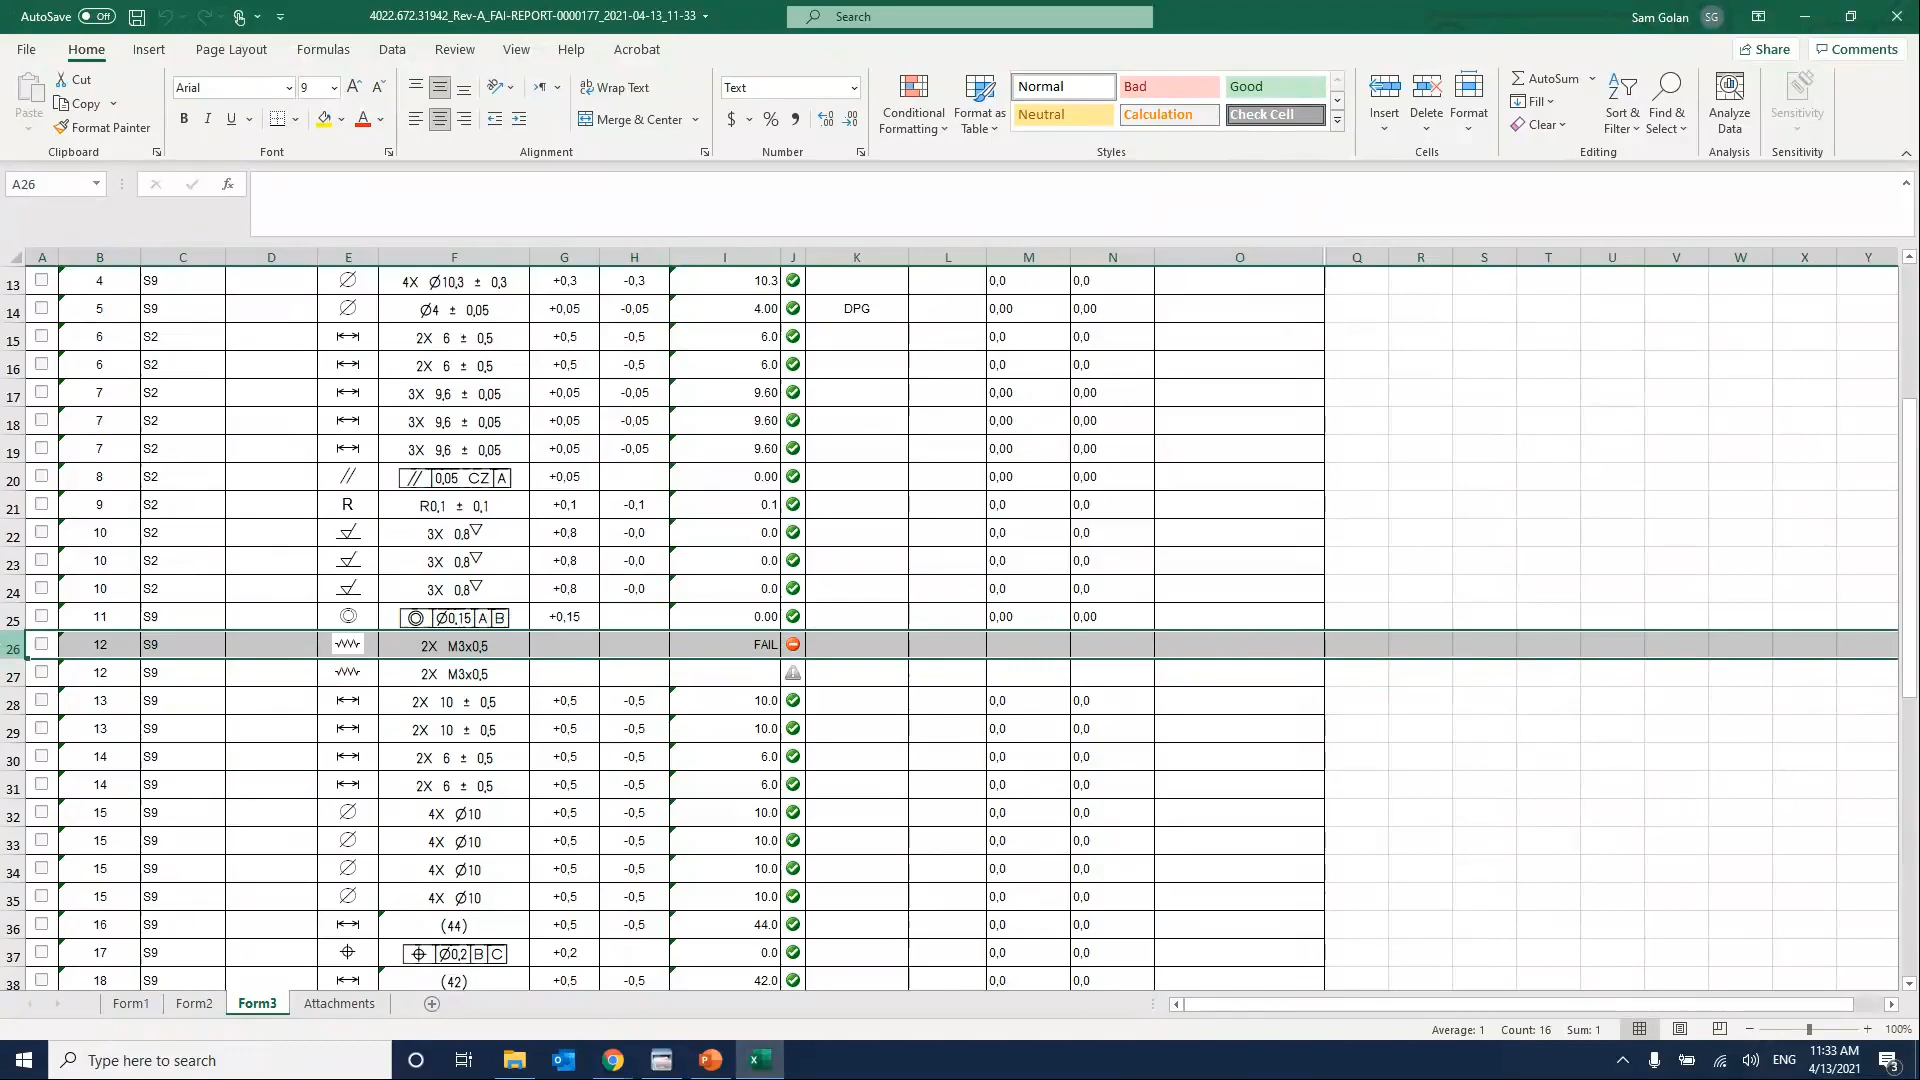 AutoSave Off 4022.672.31942_Rev-A_FAI-REPORT-0000177_2021-04-13_11-33 Search Sam Golan SG
File Home Insert Page Layout Formulas Data Review View Help Acrobat Share Comments
Paste Cut Copy Format Painter Clipboard
Arial 9 B I U A Font
Wrap Text Merge & Center Alignment
Text $ % Number
Conditional Formatting Format as Table Normal Bad Good Neutral Calculation Check Cell Styles
Insert Delete Format Cells
AutoSum Fill Clear Sort & Filter Find & Select Editing
Analyze Data Analysis Sensitivity Sensitivity
A26 fx
A B C D E F G H I J K L M N O Q R S T U V W X Y
13 4 S9 ∅ 4X ∅10,3 ± 0,3 +0,3 -0,3 10.3 0,0 0,0
14 5 S9 ∅ ∅4 ± 0,05 +0,05 -0,05 4.00 DPG 0,00 0,00
15 6 S2 2X 6 ± 0,5 +0,5 -0,5 6.0 0,0 0,0
16 6 S2 2X 6 ± 0,5 +0,5 -0,5 6.0 0,0 0,0
17 7 S2 3X 9,6 ± 0,05 +0,05 -0,05 9.60 0,00 0,00
18 7 S2 3X 9,6 ± 0,05 +0,05 -0,05 9.60 0,00 0,00
19 7 S2 3X 9,6 ± 0,05 +0,05 -0,05 9.60 0,00 0,00
20 8 S2 // // 0,05 CZ A +0,05 0.00 0,00 0,00
21 9 S2 R R0,1 ± 0,1 +0,1 -0,1 0.1 0,0 0,0
22 10 S2 3X 0,8 +0,8 -0,0 0.0 0,0 0,0
23 10 S2 3X 0,8 +0,8 -0,0 0.0 0,0 0,0
24 10 S2 3X 0,8 +0,8 -0,0 0.0 0,0 0,0
25 11 S9 ◎ ◎ ∅0,15 A B +0,15 0.00 0,00 0,00
26 12 S9 2X M3x0,5 FAIL
27 12 S9 2X M3x0,5
28 13 S9 2X 10 ± 0,5 +0,5 -0,5 10.0 0,0 0,0
29 13 S9 2X 10 ± 0,5 +0,5 -0,5 10.0 0,0 0,0
30 14 S9 2X 6 ± 0,5 +0,5 -0,5 6.0 0,0 0,0
31 14 S9 2X 6 ± 0,5 +0,5 -0,5 6.0 0,0 0,0
32 15 S9 ∅ 4X ∅10 +0,5 -0,5 10.0 0,0 0,0
33 15 S9 ∅ 4X ∅10 +0,5 -0,5 10.0 0,0 0,0
34 15 S9 ∅ 4X ∅10 +0,5 -0,5 10.0 0,0 0,0
35 15 S9 ∅ 4X ∅10 +0,5 -0,5 10.0 0,0 0,0
36 16 S9 (44) +0,5 -0,5 44.0 0,0 0,0
37 17 S9 ⌖ ⌖ ∅0,2 B C +0,2 0.0 0,0 0,0
38 18 S9 (42) +0,5 -0,5 42.0 0,0 0,0
Form1 Form2 Form3 Attachments
Average: 1 Count: 16 Sum: 1 100%
Type here to search ENG 11:33 AM
4/13/2021 3